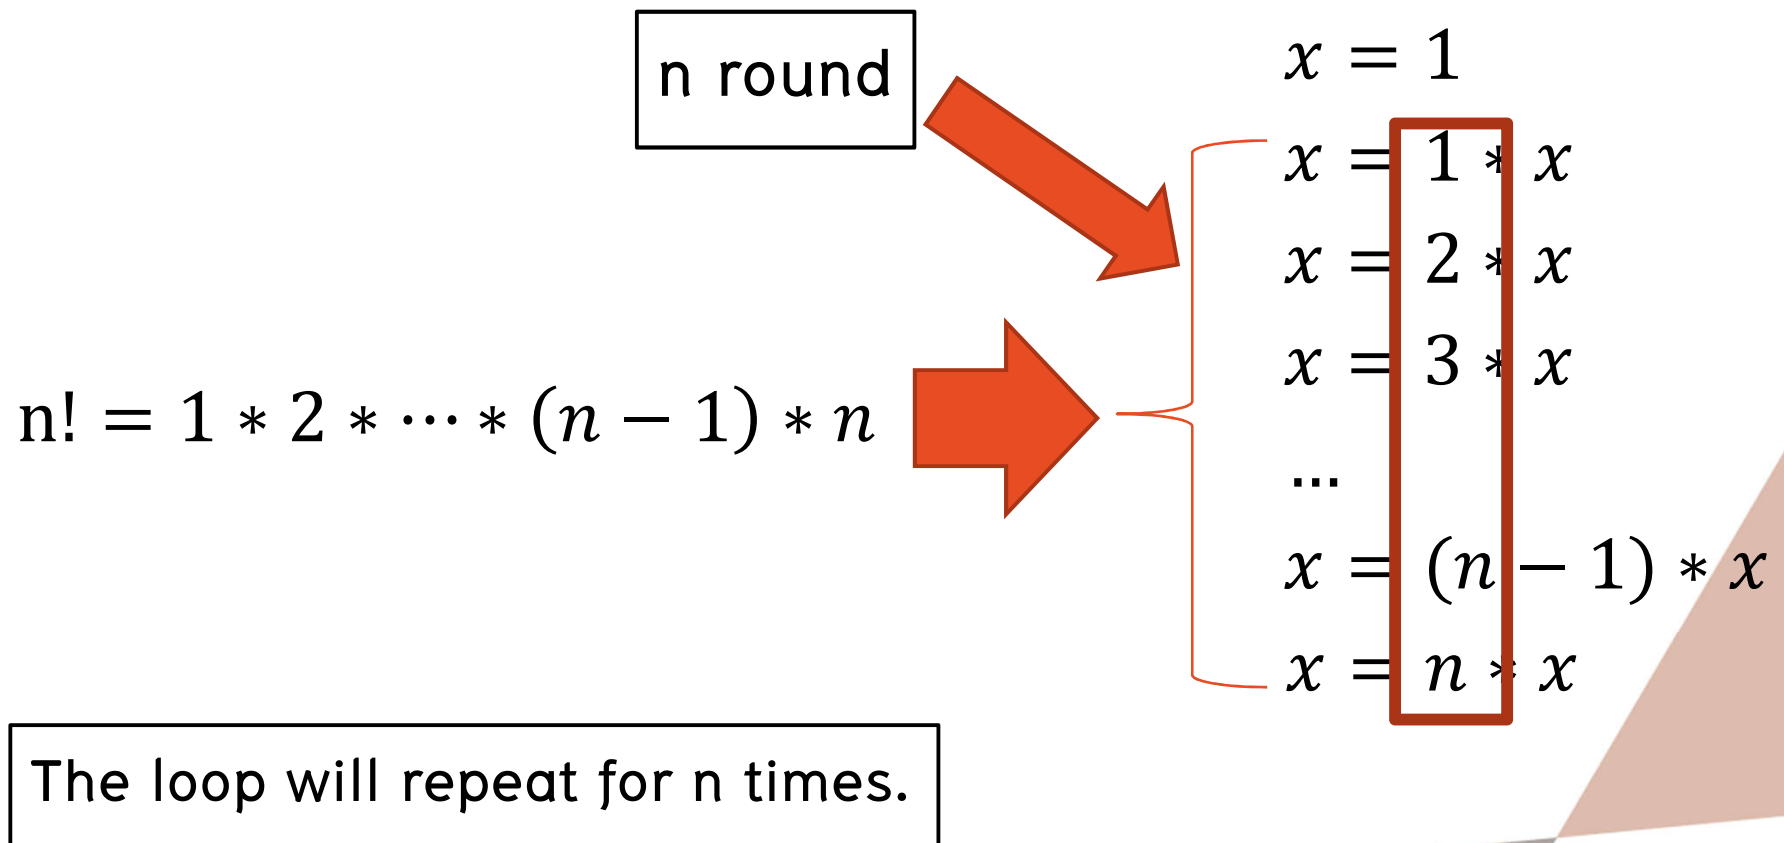 n round
n! = 1 * 2 * ⋯ * (n − 1) * n
x = 1
x = 1 * x
x = 2 * x
x = 3 * x
...
x = (n − 1) * x
x = n * x
The loop will repeat for n times.